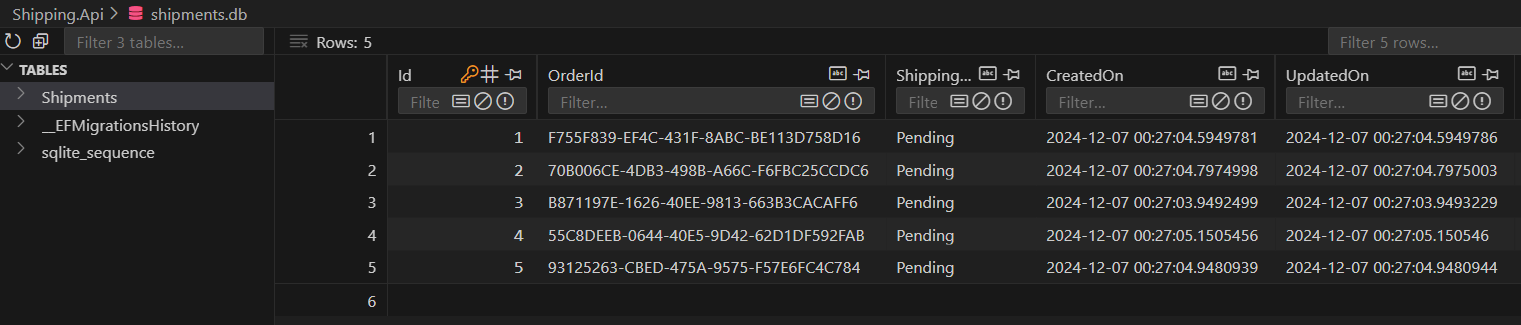 Shipping.Api > shipments.db
Filter 3 tables... Rows: 5 Filter 5 rows...
TABLES
Shipments
__EFMigrationsHistory
sqlite_sequence
Id OrderId Shipping... CreatedOn UpdatedOn
Filte Filter... Filte Filter... Filter...
1 1 F755F839-EF4C-431F-8ABC-BE113D758D16 Pending 2024-12-07 00:27:04.5949781 2024-12-07 00:27:04.5949786
2 2 70B006CE-4DB3-498B-A66C-F6FBC25CCDC6 Pending 2024-12-07 00:27:04.7974998 2024-12-07 00:27:04.7975003
3 3 B871197E-1626-40EE-9813-663B3CACAFF6 Pending 2024-12-07 00:27:03.9492499 2024-12-07 00:27:03.9493229
4 4 55C8DEEB-0644-40E5-9D42-62D1DF592FAB Pending 2024-12-07 00:27:05.1505456 2024-12-07 00:27:05.150546
5 5 93125263-CBED-475A-9575-F57E6FC4C784 Pending 2024-12-07 00:27:04.9480939 2024-12-07 00:27:04.9480944
6